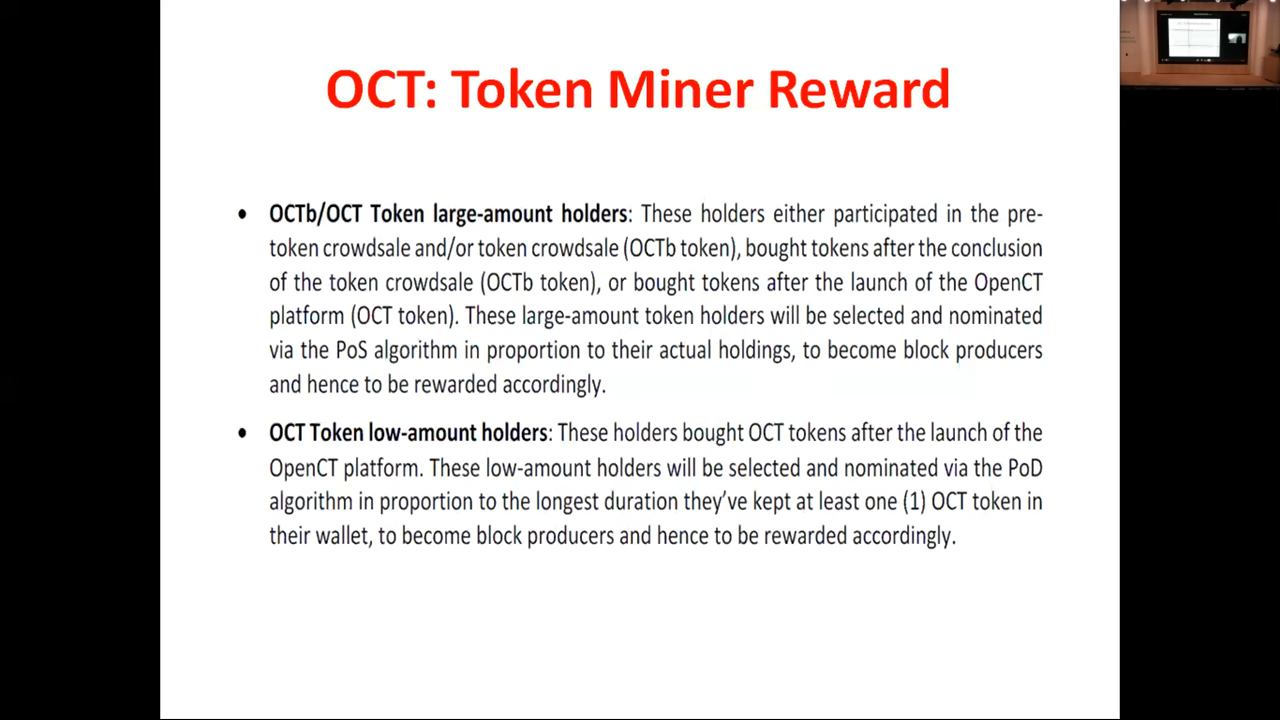 OCT: Token Miner Reward
• OCTb/OCT Token large-amount holders: These holders either participated in the pre-
token crowdsale and/or token crowdsale (OCTb token), bought tokens after the conclusion
of the token crowdsale (OCTb token), or bought tokens after the launch of the OpenCT
platform (OCT token). These large-amount token holders will be selected and nominated
via the PoS algorithm in proportion to their actual holdings, to become block producers
and hence to be rewarded accordingly.
• OCT Token low-amount holders: These holders bought OCT tokens after the launch of the
OpenCT platform. These low-amount holders will be selected and nominated via the PoD
algorithm in proportion to the longest duration they’ve kept at least one (1) OCT token in
their wallet, to become block producers and hence to be rewarded accordingly.